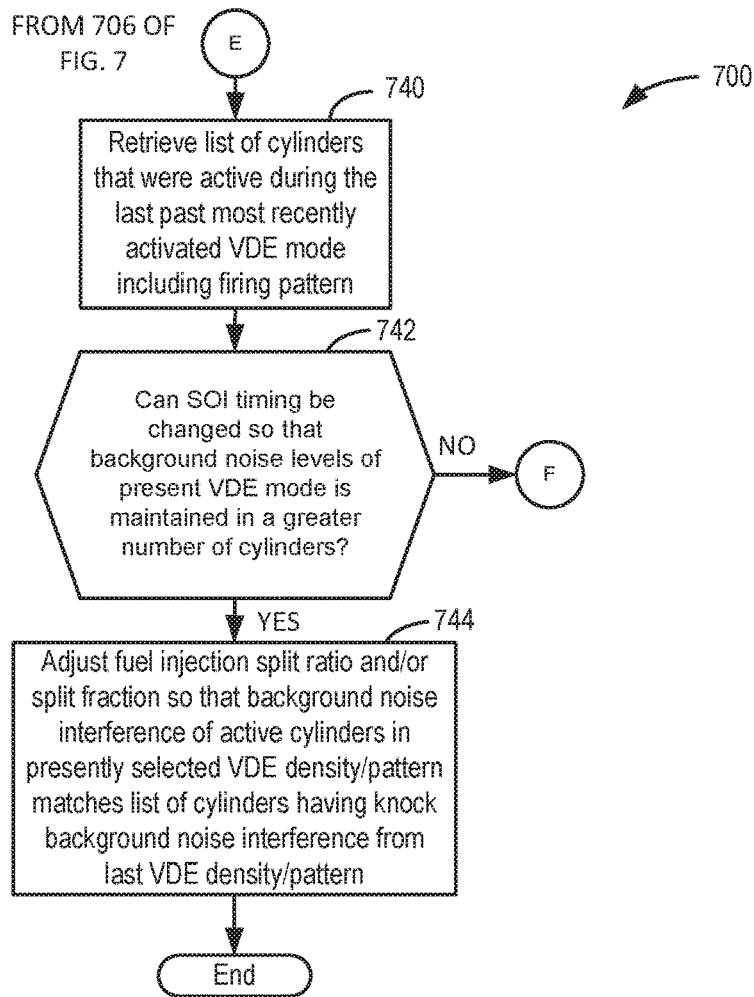 FROM 706 OF
FIG. 7
E
700
740
Retrieve list of cylinders
that were active during the
last past most recently
activated VDE mode
including firing pattern
742
Can SOI timing be
changed so that
background noise levels of
present VDE mode is
maintained in a greater
number of cylinders?
NO
F
YES
744
Adjust fuel injection split ratio and/or
split fraction so that background noise
interference of active cylinders in
presently selected VDE density/pattern
matches list of cylinders having knock
background noise interference from
last VDE density/pattern
End